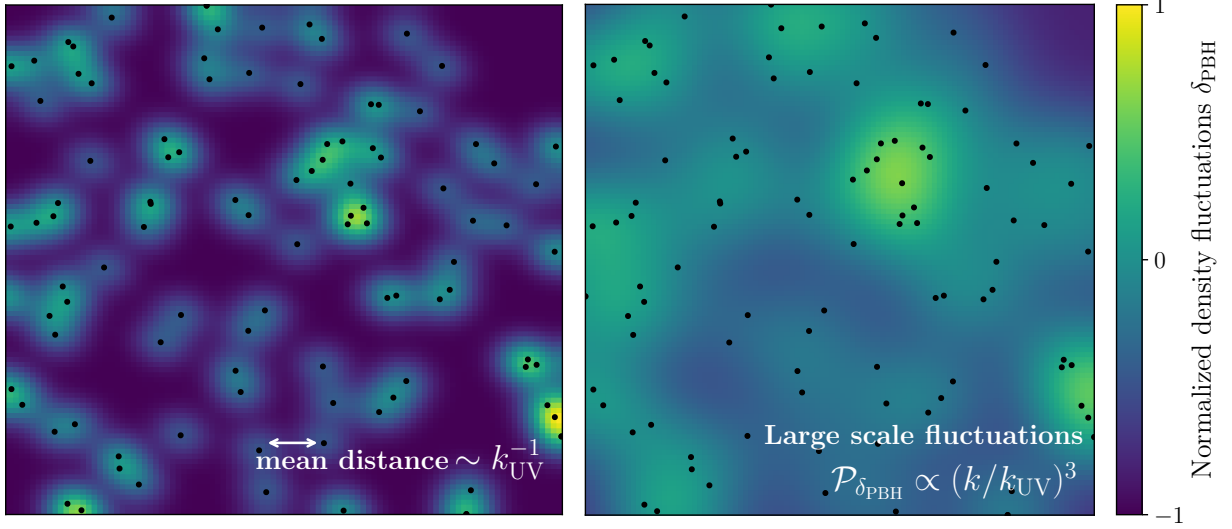 mean distance ∼ k_UV^{-1}
Large scale fluctuations
𝒫_{δ_PBH} ∝ (k/k_UV)^3
1
0
−1
Normalized density fluctuations δ_PBH